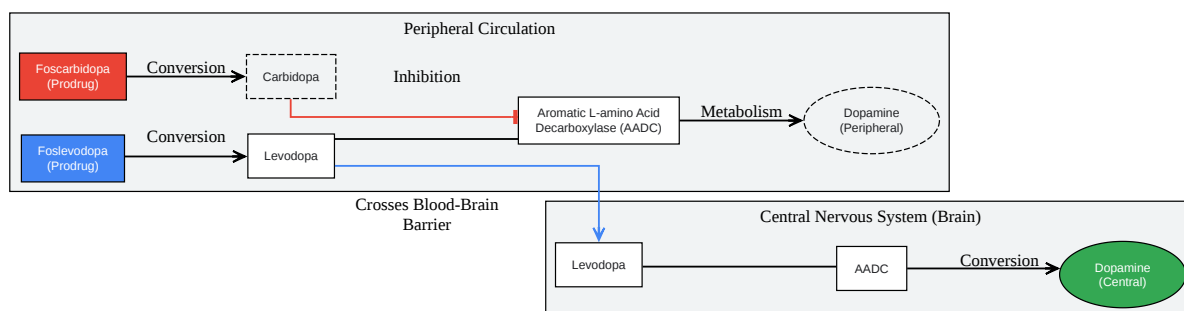 Peripheral Circulation
Foscarbidopa
(Prodrug)
Conversion
Carbidopa
Inhibition
Aromatic L-amino Acid
Decarboxylase (AADC)
Metabolism
Dopamine
(Peripheral)
Foslevodopa
(Prodrug)
Conversion
Levodopa
Crosses Blood-Brain
Barrier
Central Nervous System (Brain)
Levodopa
AADC
Conversion
Dopamine
(Central)